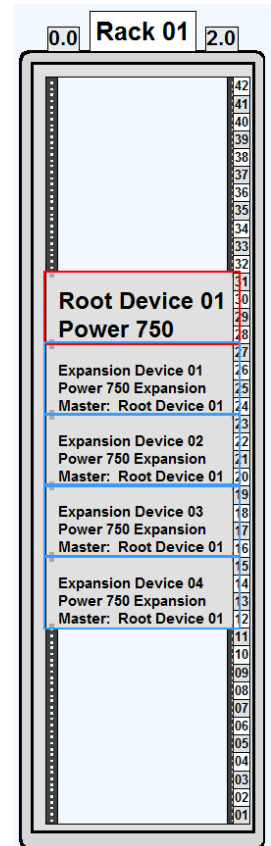 0.0 Rack 01 2.0
42
41
40
39
38
37
36
35
34
33
32
31
Root Device 01 30
29
Power 750
28
27
Expansion Device 01 26
Power 750 Expansion 25
Master: Root Device 01 24
23
Expansion Device 02 22
Power 750 Expansion 21
Master: Root Device 01 20
19
Expansion Device 03 18
Power 750 Expansion 17
Master: Root Device 01 16
15
Expansion Device 04 14
Power 750 Expansion 13
Master: Root Device 01 12
11
10
09
08
07
06
05
04
03
02
01